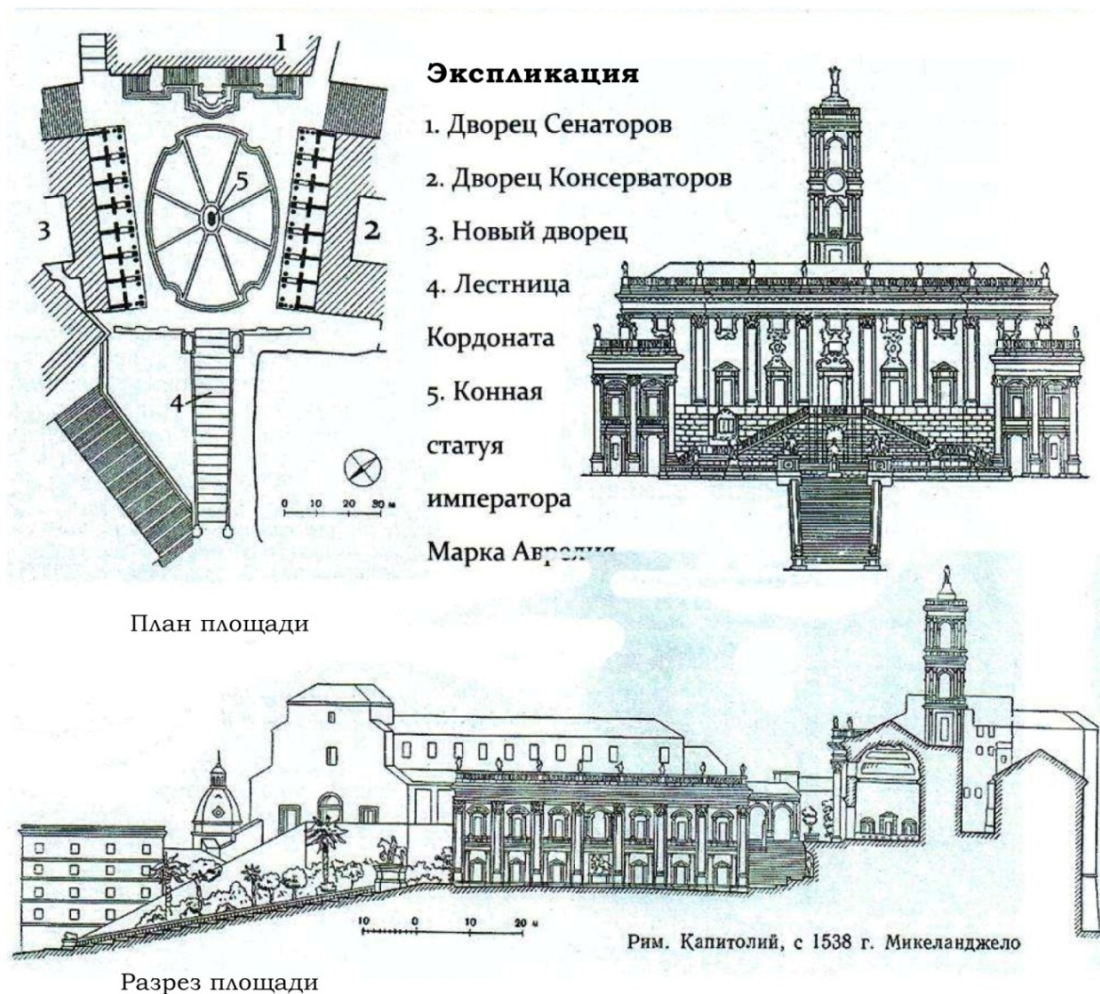 1
5
3
2
4
0 10 20 30 м
План площади
Экспликация
1. Дворец Сенаторов
2. Дворец Консерваторов
3. Новый дворец
4. Лестница
Кордоната
5. Конная
статуя
императора
Марка Аврелия
10 0 10 20 м
Рим. Капитолий, с 1538 г. Микеланджело
Разрез площади